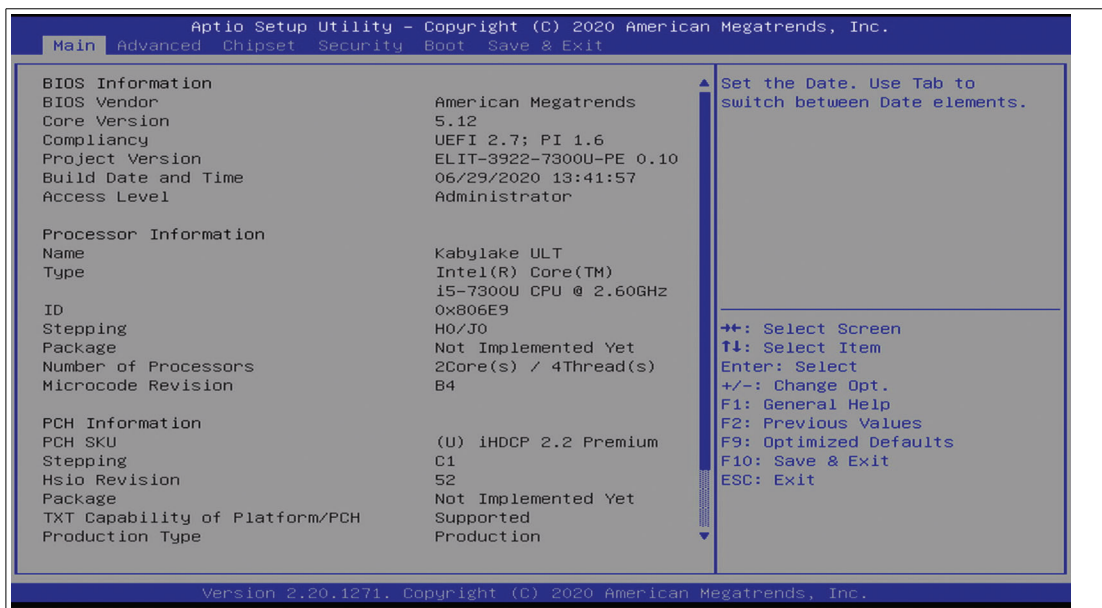 Aptio Setup Utility – Copyright (C) 2020 American Megatrends, Inc.
Main Advanced Chipset Security Boot Save & Exit
BIOS Information
BIOS Vendor American Megatrends
Core Version 5.12
Compliancy UEFI 2.7; PI 1.6
Project Version ELIT-3922-7300U-PE 0.10
Build Date and Time 06/29/2020 13:41:57
Access Level Administrator
Processor Information
Name Kabylake ULT
Type Intel(R) Core(TM)
i5-7300U CPU @ 2.60GHz
ID 0x806E9
Stepping H0/J0
Package Not Implemented Yet
Number of Processors 2Core(s) / 4Thread(s)
Microcode Revision B4
PCH Information
PCH SKU (U) iHDCP 2.2 Premium
Stepping C1
Hsio Revision 52
Package Not Implemented Yet
TXT Capability of Platform/PCH Supported
Production Type Production
Set the Date. Use Tab to
switch between Date elements.
→←: Select Screen
↑↓: Select Item
Enter: Select
+/-: Change Opt.
F1: General Help
F2: Previous Values
F9: Optimized Defaults
F10: Save & Exit
ESC: Exit
Version 2.20.1271. Copyright (C) 2020 American Megatrends, Inc.